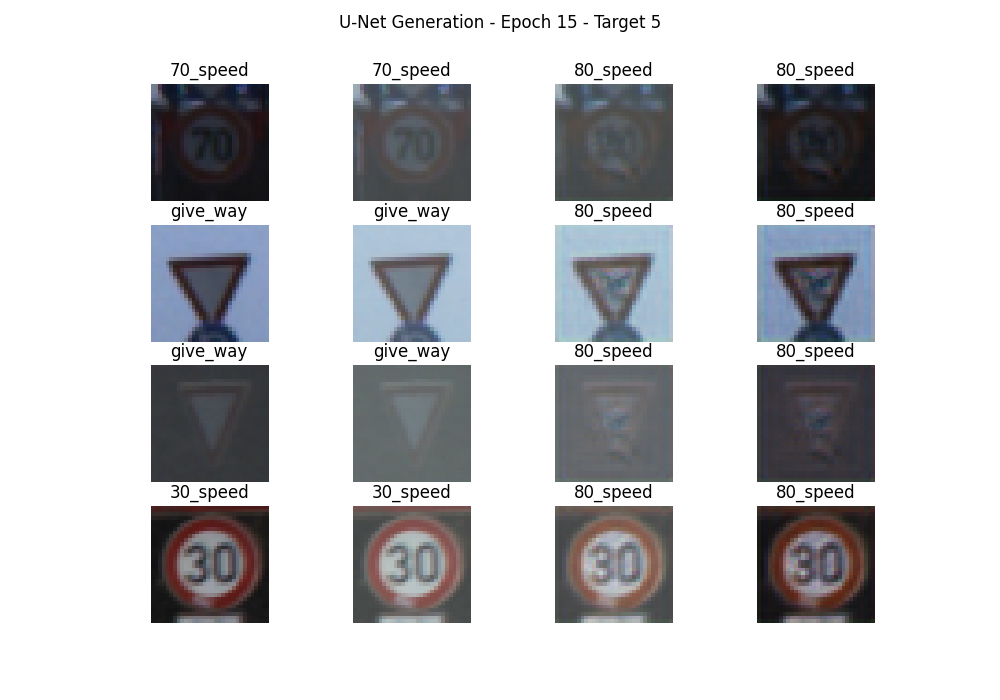 U-Net Generation - Epoch 15 - Target 5
70_speed 70_speed 80_speed 80_speed
70 70
give_way give_way 80_speed 80_speed
give_way give_way 80_speed 80_speed
30_speed 30_speed 80_speed 80_speed
30 30 30 30